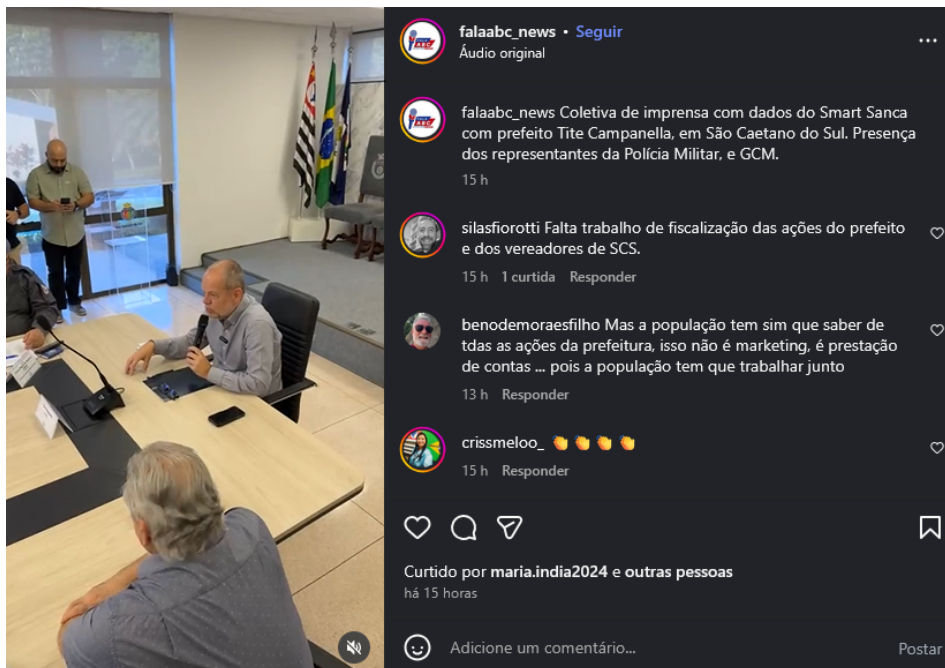 falaabc_news • Seguir
Áudio original
falaabc_news Coletiva de imprensa com dados do Smart Sanca
com prefeito Tite Campanella, em São Caetano do Sul. Presença
dos representantes da Polícia Militar, e GCM.
15 h
silasfiorotti Falta trabalho de fiscalização das ações do prefeito
e dos vereadores de SCS.
15 h 1 curtida Responder
benodemoraesfilho Mas a população tem sim que saber de
tdas as ações da prefeitura, isso não é marketing, é prestação
de contas ... pois a população tem que trabalhar junto
13 h Responder
crissmeloo_ 👏👏👏👏
15 h Responder
Curtido por maria.india2024 e outras pessoas
há 15 horas
Adicione um comentário...
Postar